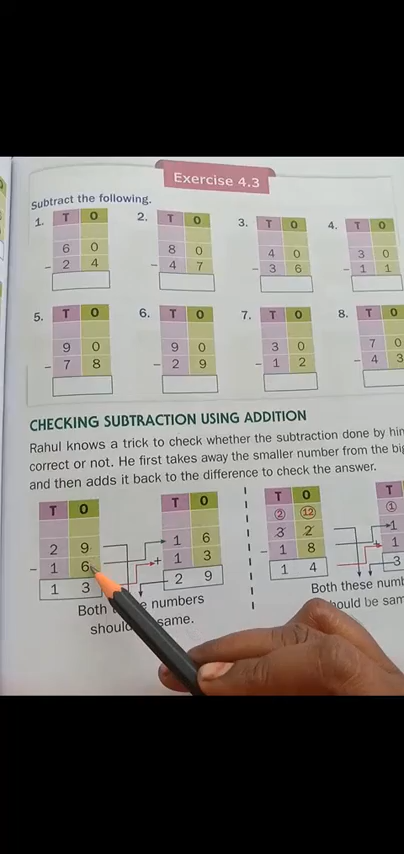 Exercise 4.3
Subtract the following.
1. T O 2. T O 3. T O 4. T O
6 0 8 0 4 0 3 0
- 2 4 - 4 7 - 3 6 - 1 1
5. T O 6. T O 7. T O 8. T O
9 0 9 0 3 0 7 0
- 7 8 - 2 9 - 1 2 - 4 3
CHECKING SUBTRACTION USING ADDITION
Rahul knows a trick to check whether the subtraction done by him
correct or not. He first takes away the smaller number from the big
and then adds it back to the difference to check the answer.
T O T O T O T
2 12 1
2 9 1 6 3 2 1
- 1 6 + 1 3 - 1 8 + 1
1 3 2 9 1 4 3
Both numbers Both these numb
should same. should be sam